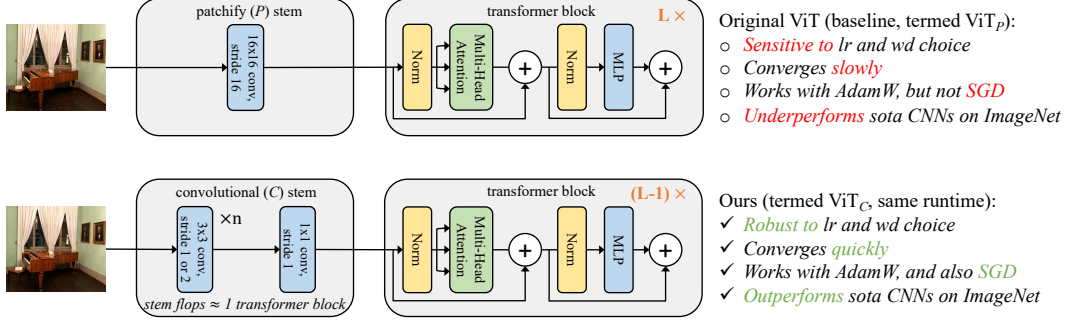 patchify (P) stem
16x16 conv,
stride 16
transformer block
L ×
Norm
Multi-Head
Attention
+
Norm
MLP
+
Original ViT (baseline, termed ViT_P):
○ Sensitive to lr and wd choice
○ Converges slowly
○ Works with AdamW, but not SGD
○ Underperforms sota CNNs on ImageNet
convolutional (C) stem
3x3 conv,
stride 1 or 2
×n
1x1 conv,
stride 1
stem flops ≈ 1 transformer block
transformer block
(L-1) ×
Norm
Multi-Head
Attention
+
Norm
MLP
+
Ours (termed ViT_C, same runtime):
✓ Robust to lr and wd choice
✓ Converges quickly
✓ Works with AdamW, and also SGD
✓ Outperforms sota CNNs on ImageNet